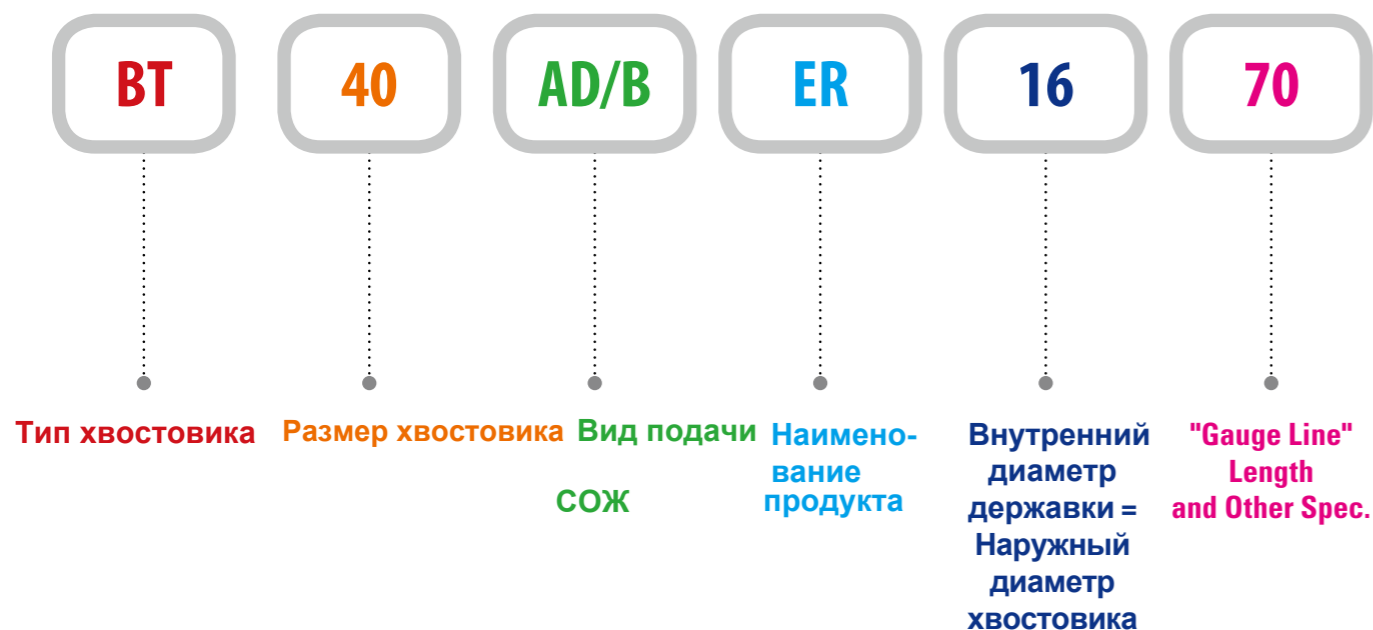 BT
40
AD/B
ER
16
70
Тип хвостовика
Размер хвостовика
Вид подачи
СОЖ
Наимено-
вание
продукта
Внутренний
диаметр
державки =
Наружный
диаметр
хвостовика
"Gauge Line"
Length
and Other Spec.